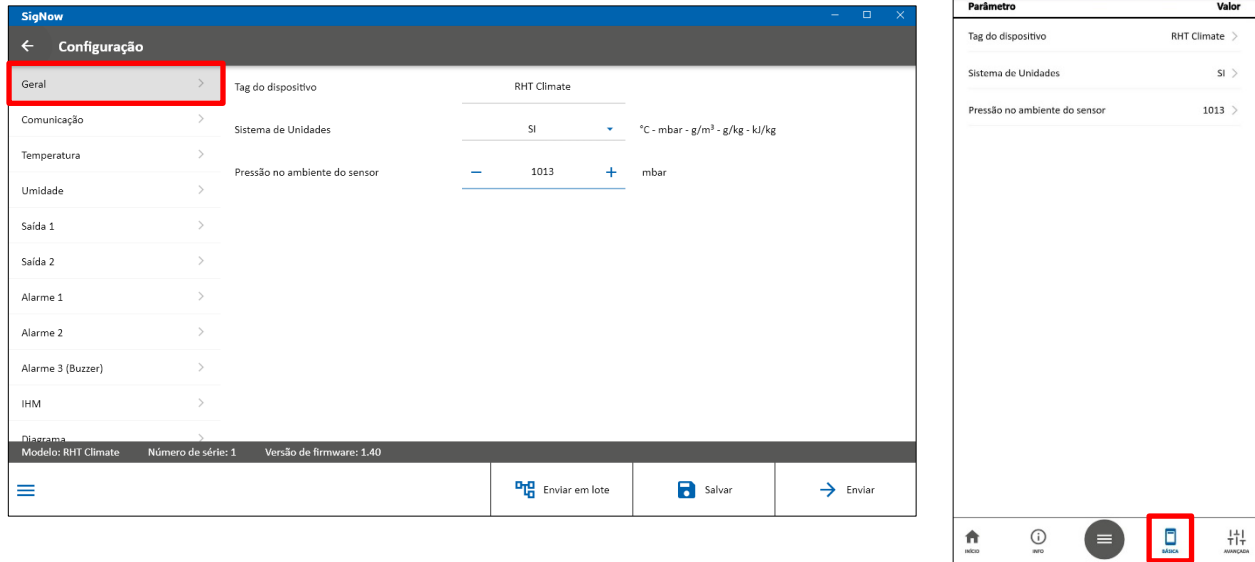 SigNow
Configuração
Geral
Comunicação
Temperatura
Umidade
Saída 1
Saída 2
Alarme 1
Alarme 2
Alarme 3 (Buzzer)
IHM
Diagrama
Tag do dispositivo RHT Climate
Sistema de Unidades SI °C - mbar - g/m³ - g/kg - kJ/kg
Pressão no ambiente do sensor − 1013 + mbar
Modelo: RHT Climate Número de série: 1 Versão de firmware: 1.40
Enviar em lote Salvar Enviar
Parâmetro Valor
Tag do dispositivo RHT Climate
Sistema de Unidades SI
Pressão no ambiente do sensor 1013
INÍCIO INFO BÁSICA AVANÇADA